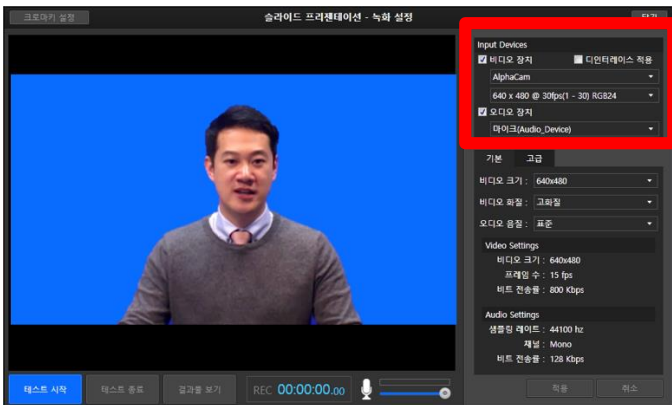 크로마키 설정
슬라이드 프리젠테이션 - 녹화 설정
닫기
Input Devices
비디오 장치 디인터레이스 적용
AlphaCam
640 x 480 @ 30fps(1 - 30) RGB24
오디오 장치
마이크(Audio_Device)
기본 고급
비디오 크기 : 640x480
비디오 화질 : 고화질
오디오 음질 : 표준
Video Settings
비디오 크기 : 640x480
프레임 수 : 15 fps
비트 전송율 : 800 Kbps
Audio Settings
샘플링 레이트 : 44100 hz
채널 : Mono
비트 전송율 : 128 Kbps
테스트 시작 테스트 종료 결과물 보기 REC 00:00:00.00
적용 취소